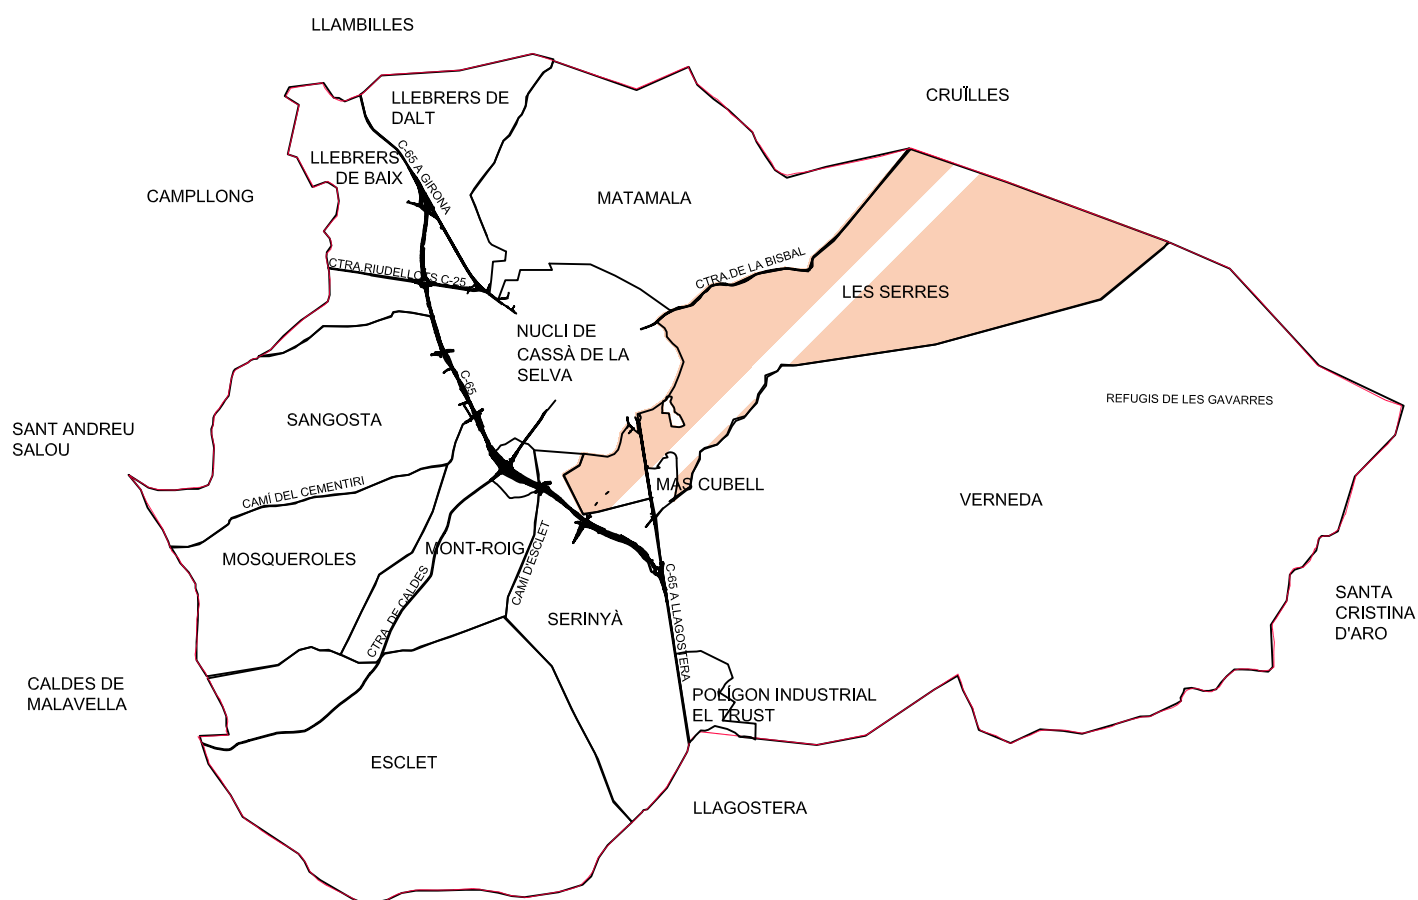 LLAMBILLES
LLEBRERS DE
DALT
CRUÏLLES
C-65 A GIRONA
LLEBRERS
DE BAIX
CAMPLLONG
MATAMALA
CTRA.DE LA BISBAL
CTRA.RIUDELLOTS C-25
LES SERRES
NUCLI DE
CASSÀ DE LA
SELVA
C-65
REFUGIS DE LES GAVARRES
SANGOSTA
SANT ANDREU
SALOU
CAMÍ DEL CEMENTIRI
MAS CUBELL
VERNEDA
MOSQUEROLES
MONT-ROIG
CAMÍ D'ESCLET
CTRA. DE CALDES
C-65 A LLAGOSTERA
SERINYÀ
SANTA
CRISTINA
D'ARO
CALDES DE
MALAVELLA
POLÍGON INDUSTRIAL
EL TRUST
ESCLET
LLAGOSTERA